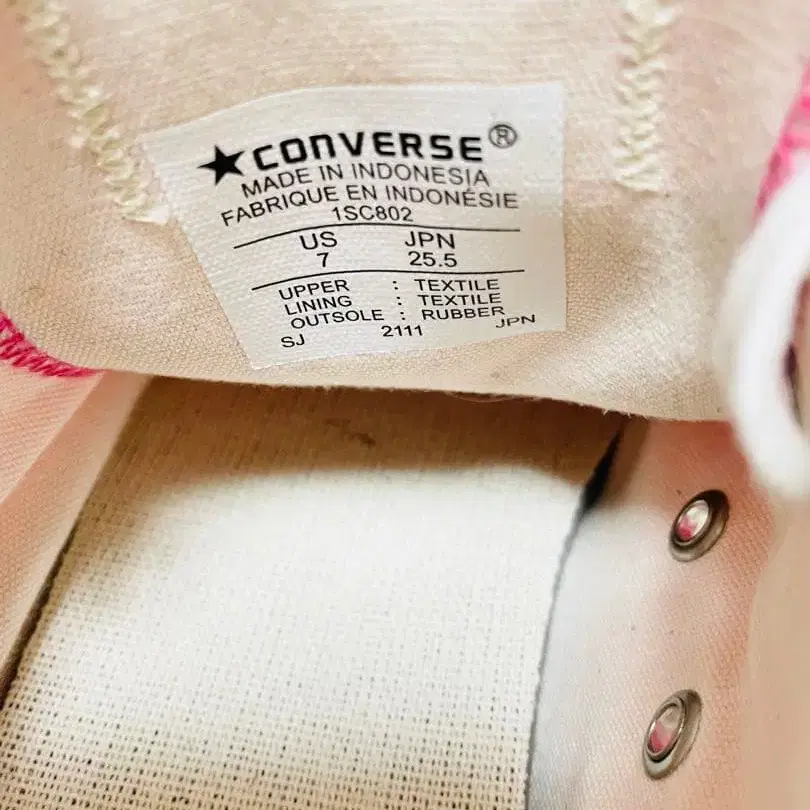 ★CONVERSE®
MADE IN INDONESIA
FABRIQUE EN INDONÉSIE
1SC802
US JPN
7 25.5
UPPER : TEXTILE
LINING : TEXTILE
OUTSOLE : RUBBER
SJ 2111 JPN